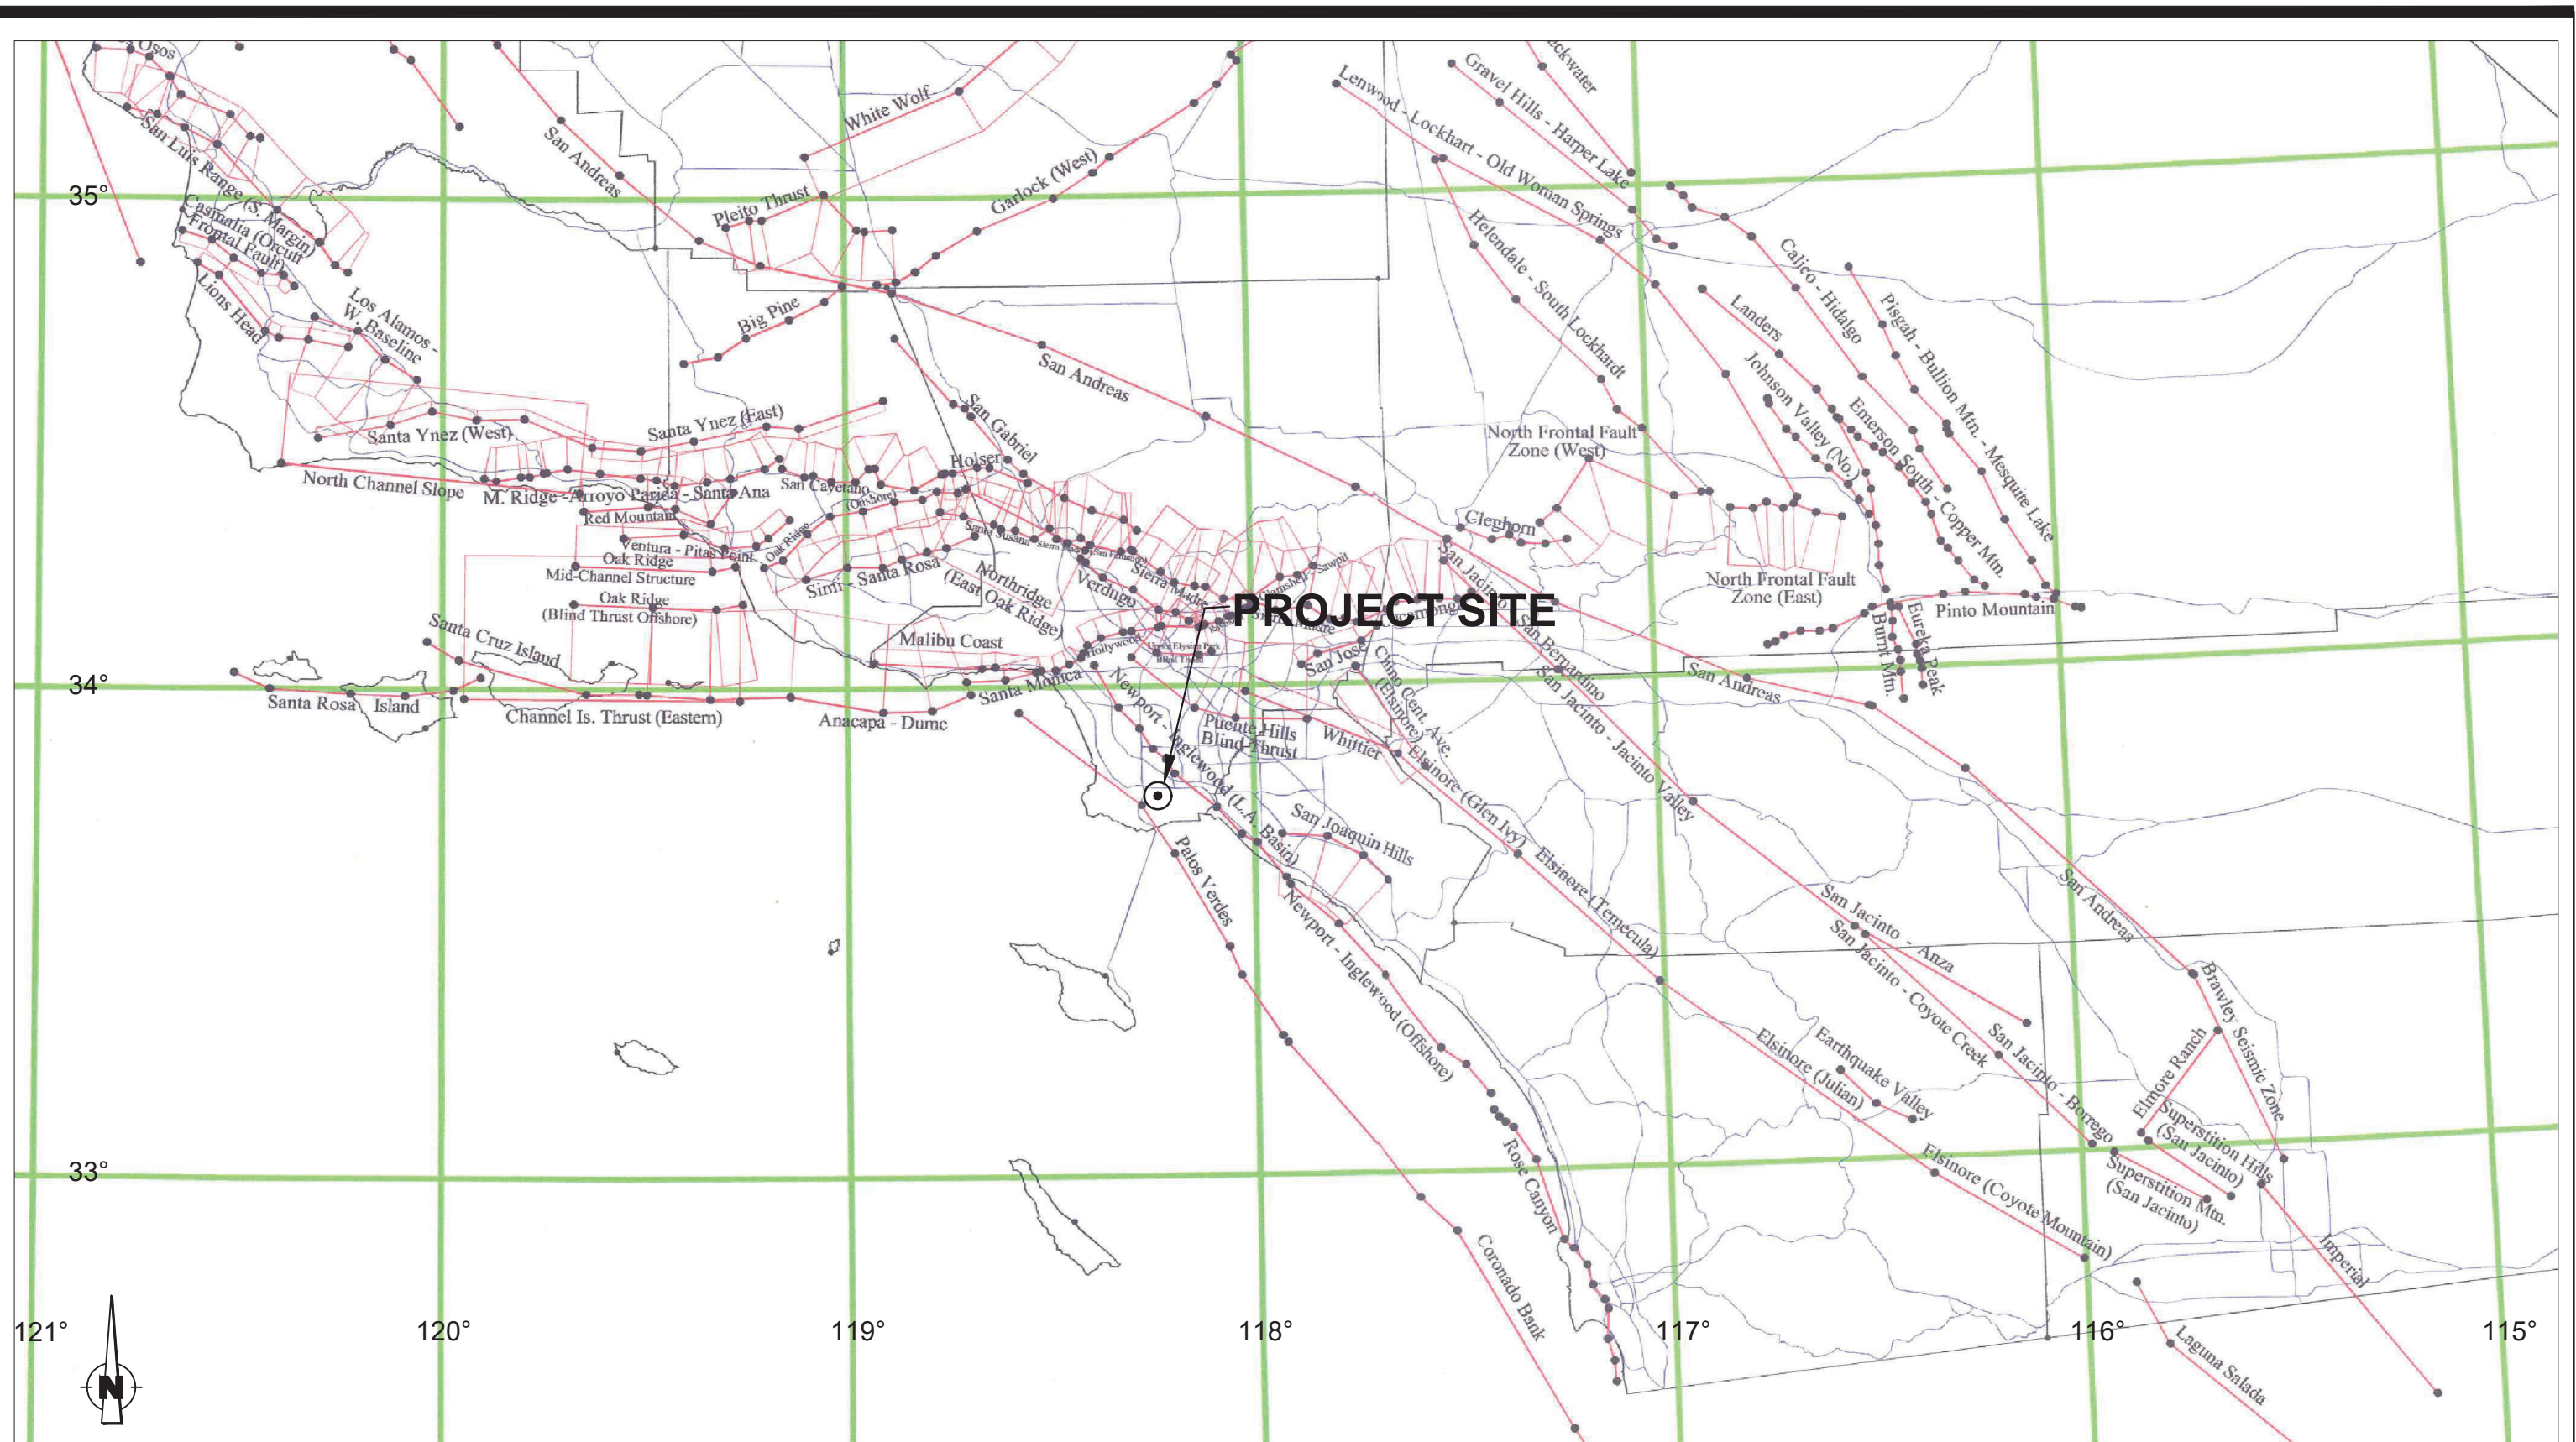 Osos
San Luis Range (S. Margin)
Casmalia (Orcutt
Frontal Fault)
Lions Head
Los Alamos -
W. Baseline
San Andreas
White Wolf
Pleito Thrust
Garlock (West)
Big Pine
San Andreas
Lenwood - Lockhart - Old Woman Springs
Gravel Hills - Harper Lake
Helendale - South Lockhardt
Calico - Hidalgo
Pisgah - Bullion Mtn. - Mesquite Lake
Landers
Johnson Valley (No.)
Emerson South - Copper Mtn.
35°
Santa Ynez (West)
Santa Ynez (East)
North Channel Slope
M. Ridge - Arroyo Parida - Santa Ana
San Cayetano
Red Mountain
Ventura - Pitas Point
Oak Ridge
Mid-Channel Structure
Oak Ridge
(Blind Thrust Offshore)
Oak Ridge
(Onshore)
San Gabriel
Holser
Simi - Santa Rosa
Northridge
(East Oak Ridge)
Verdugo
Sierra Madre
North Frontal Fault
Zone (West)
Cleghorn
North Frontal Fault
Zone (East)
Pinto Mountain
Burnt Mtn.
Eureka Peak
PROJECT SITE
Santa Cruz Island
Santa Rosa Island
Channel Is. Thrust (Eastern)
Anacapa - Dume
Malibu Coast
Santa Monica
Hollywood
San Jose
Chino Cent. Ave.
(Elsinore)
San Jacinto - San Bernardino
San Jacinto - Jacinto Valley
San Andreas
34°
Newport - Inglewood (L.A. Basin)
Puente Hills
Blind Thrust
Whittier
Elsinore (Glen Ivy)
San Joaquin Hills
Palos Verdes
Elsinore (Temecula)
Newport - Inglewood (Offshore)
San Jacinto - Anza
San Jacinto - Coyote Creek
San Andreas
Brawley Seismic Zone
Elmore Ranch
San Jacinto - Borrego
Earthquake Valley
Elsinore (Julian)
Superstition Hills
(San Jacinto)
Superstition Mtn.
(San Jacinto)
Elsinore (Coyote Mountain)
Rose Canyon
Coronado Bank
Imperial
Laguna Salada
33°
121°
120°
119°
118°
117°
116°
115°
N